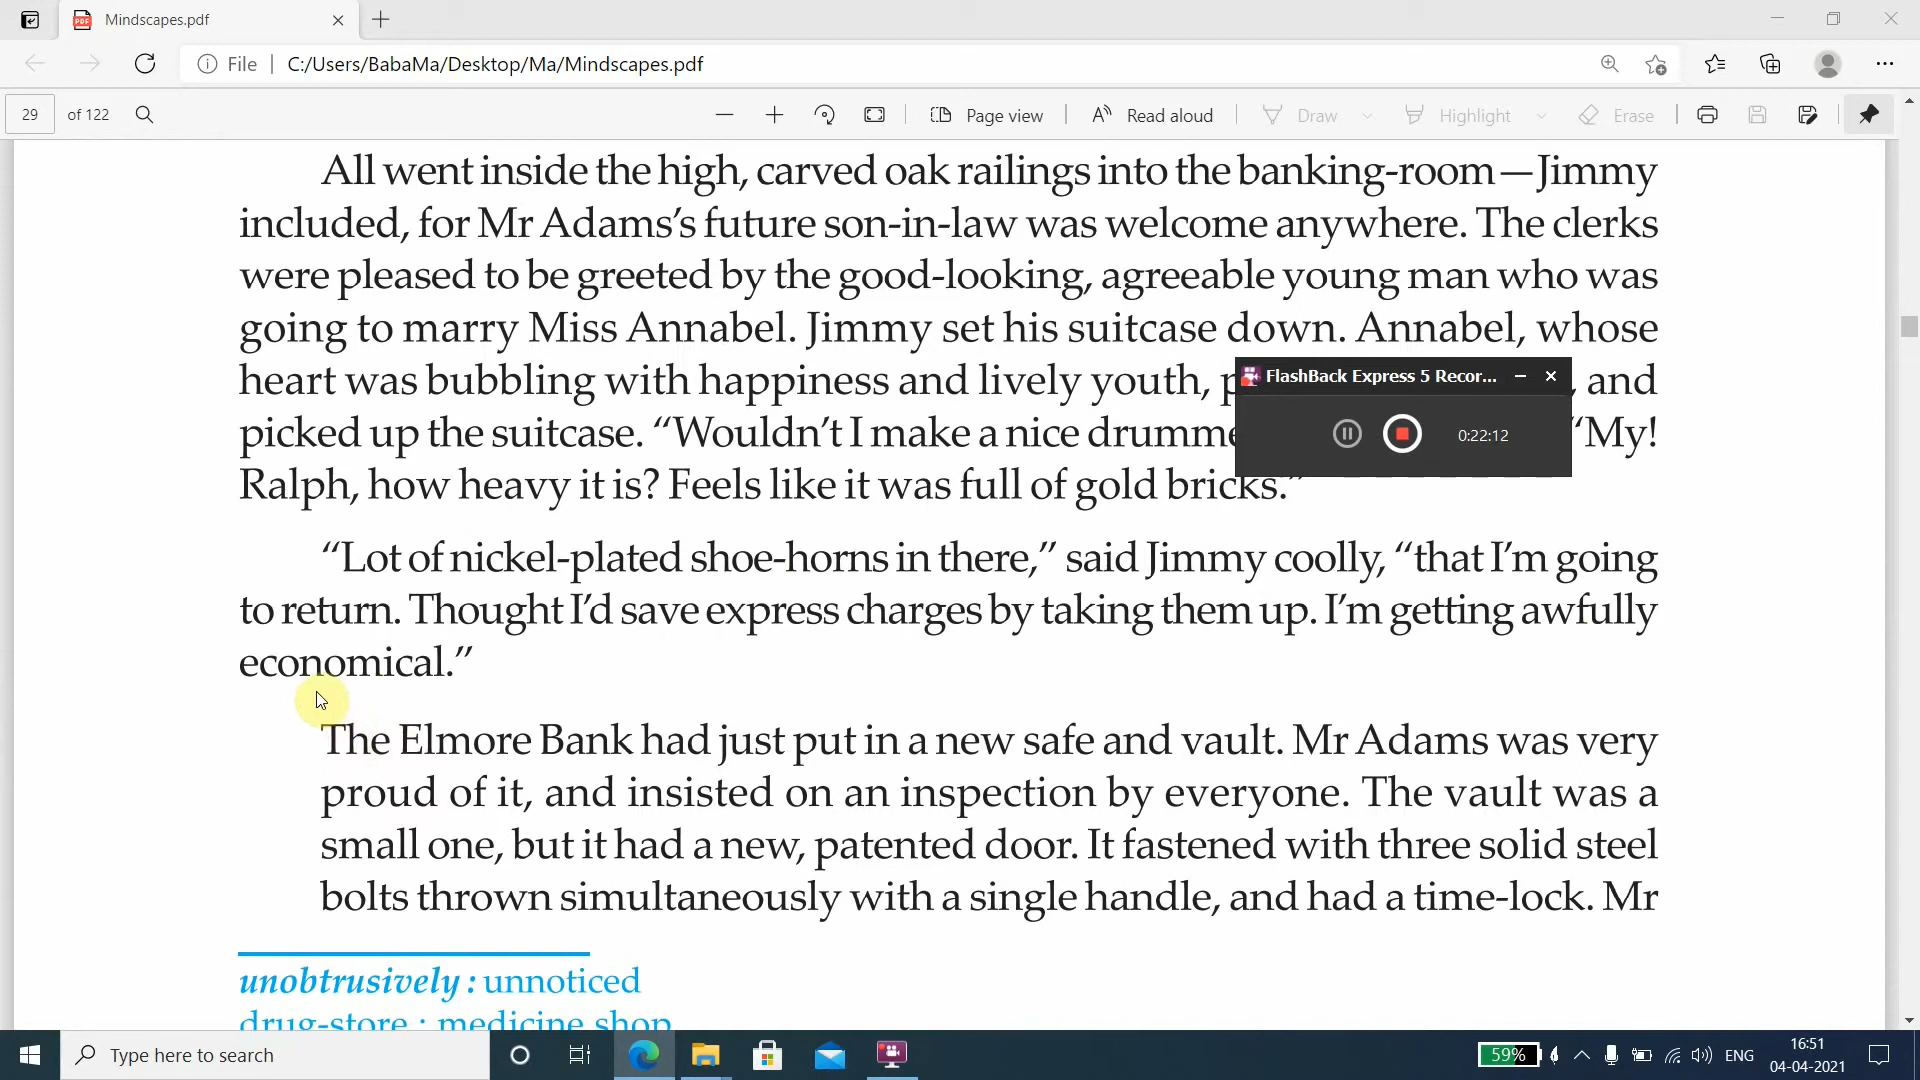 Mindscapes.pdf
File
C:/Users/BabaMa/Desktop/Ma/Mindscapes.pdf
29 of 122
Page view
Read aloud
Draw
Highlight
Erase
All went inside the high, carved oak railings into the banking-room—Jimmy
included, for Mr Adams’s future son-in-law was welcome anywhere. The clerks
were pleased to be greeted by the good-looking, agreeable young man who was
going to marry Miss Annabel. Jimmy set his suitcase down. Annabel, whose
heart was bubbling with happiness and lively youth, and
picked up the suitcase. “Wouldn’t I make a nice “My!
Ralph, how heavy it is? Feels like it was full of gold bricks.”
FlashBack Express 5 Recor...
0:22:12
“Lot of nickel-plated shoe-horns in there,” said Jimmy coolly, “that I’m going
to return. Thought I’d save express charges by taking them up. I’m getting awfully
economical.”
The Elmore Bank had just put in a new safe and vault. Mr Adams was very
proud of it, and insisted on an inspection by everyone. The vault was a
small one, but it had a new, patented door. It fastened with three solid steel
bolts thrown simultaneously with a single handle, and had a time-lock. Mr
unobtrusively : unnoticed
drug-store : medicine shop
Type here to search
59%
ENG
16:51
04-04-2021